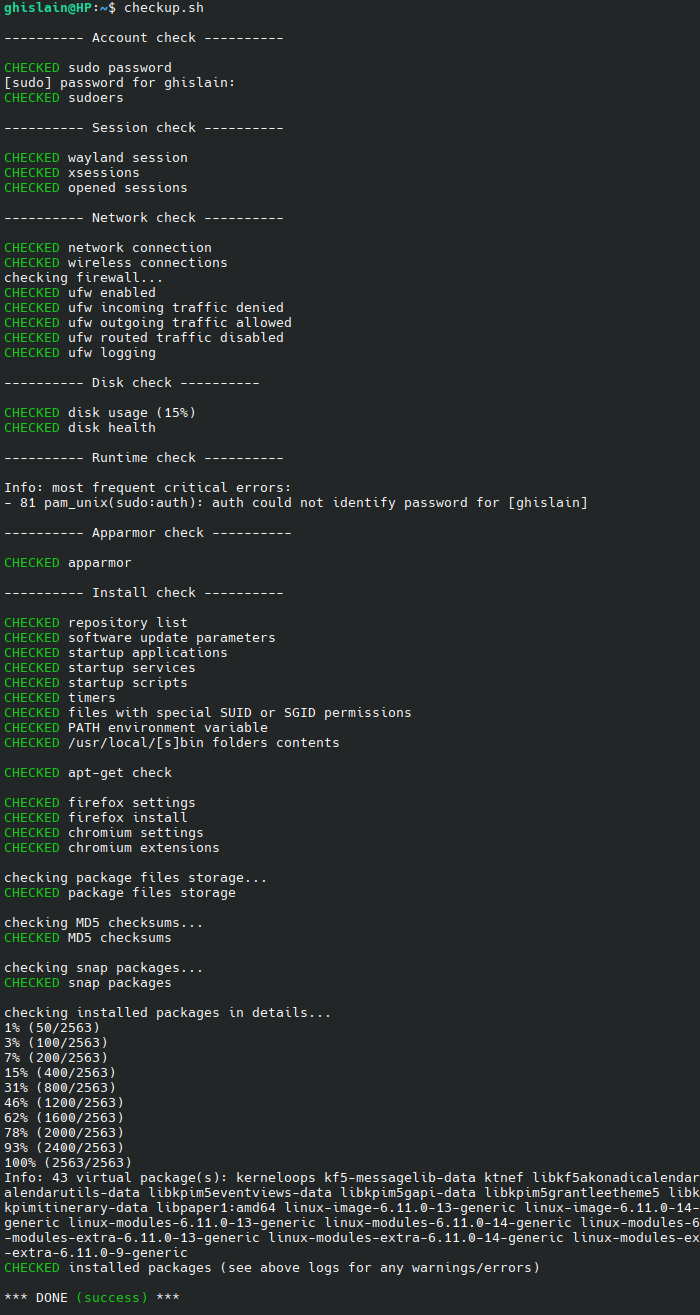 ghislain@HP:~$ checkup.sh
---------- Account check ----------
CHECKED sudo password
[sudo] password for ghislain:
CHECKED sudoers
---------- Session check ----------
CHECKED wayland session
CHECKED xsessions
CHECKED opened sessions
---------- Network check ----------
CHECKED network connection
CHECKED wireless connections
checking firewall...
CHECKED ufw enabled
CHECKED ufw incoming traffic denied
CHECKED ufw outgoing traffic allowed
CHECKED ufw routed traffic disabled
CHECKED ufw logging
---------- Disk check ----------
CHECKED disk usage (15%)
CHECKED disk health
---------- Runtime check ----------
Info: most frequent critical errors:
- 81 pam_unix(sudo:auth): auth could not identify password for [ghislain]
---------- Apparmor check ----------
CHECKED apparmor
---------- Install check ----------
CHECKED repository list
CHECKED software update parameters
CHECKED startup applications
CHECKED startup services
CHECKED startup scripts
CHECKED timers
CHECKED files with special SUID or SGID permissions
CHECKED PATH environment variable
CHECKED /usr/local/[s]bin folders contents
CHECKED apt-get check
CHECKED firefox settings
CHECKED firefox install
CHECKED chromium settings
CHECKED chromium extensions
checking package files storage...
CHECKED package files storage
checking MD5 checksums...
CHECKED MD5 checksums
checking snap packages...
CHECKED snap packages
checking installed packages in details...
1% (50/2563)
3% (100/2563)
7% (200/2563)
15% (400/2563)
31% (800/2563)
46% (1200/2563)
62% (1600/2563)
78% (2000/2563)
93% (2400/2563)
100% (2563/2563)
Info: 43 virtual package(s): kerneloops kf5-messagelib-data ktnef libkf5akonadicalendar
alendarutils-data libkpim5eventviews-data libkpim5gapi-data libkpim5grantleetheme5 libk
kpimitinerary-data libpaper1:amd64 linux-image-6.11.0-13-generic linux-image-6.11.0-14-
generic linux-modules-6.11.0-13-generic linux-modules-6.11.0-14-generic linux-modules-6
-modules-extra-6.11.0-13-generic linux-modules-extra-6.11.0-14-generic linux-modules-ex
-extra-6.11.0-9-generic
CHECKED installed packages (see above logs for any warnings/errors)
*** DONE (success) ***